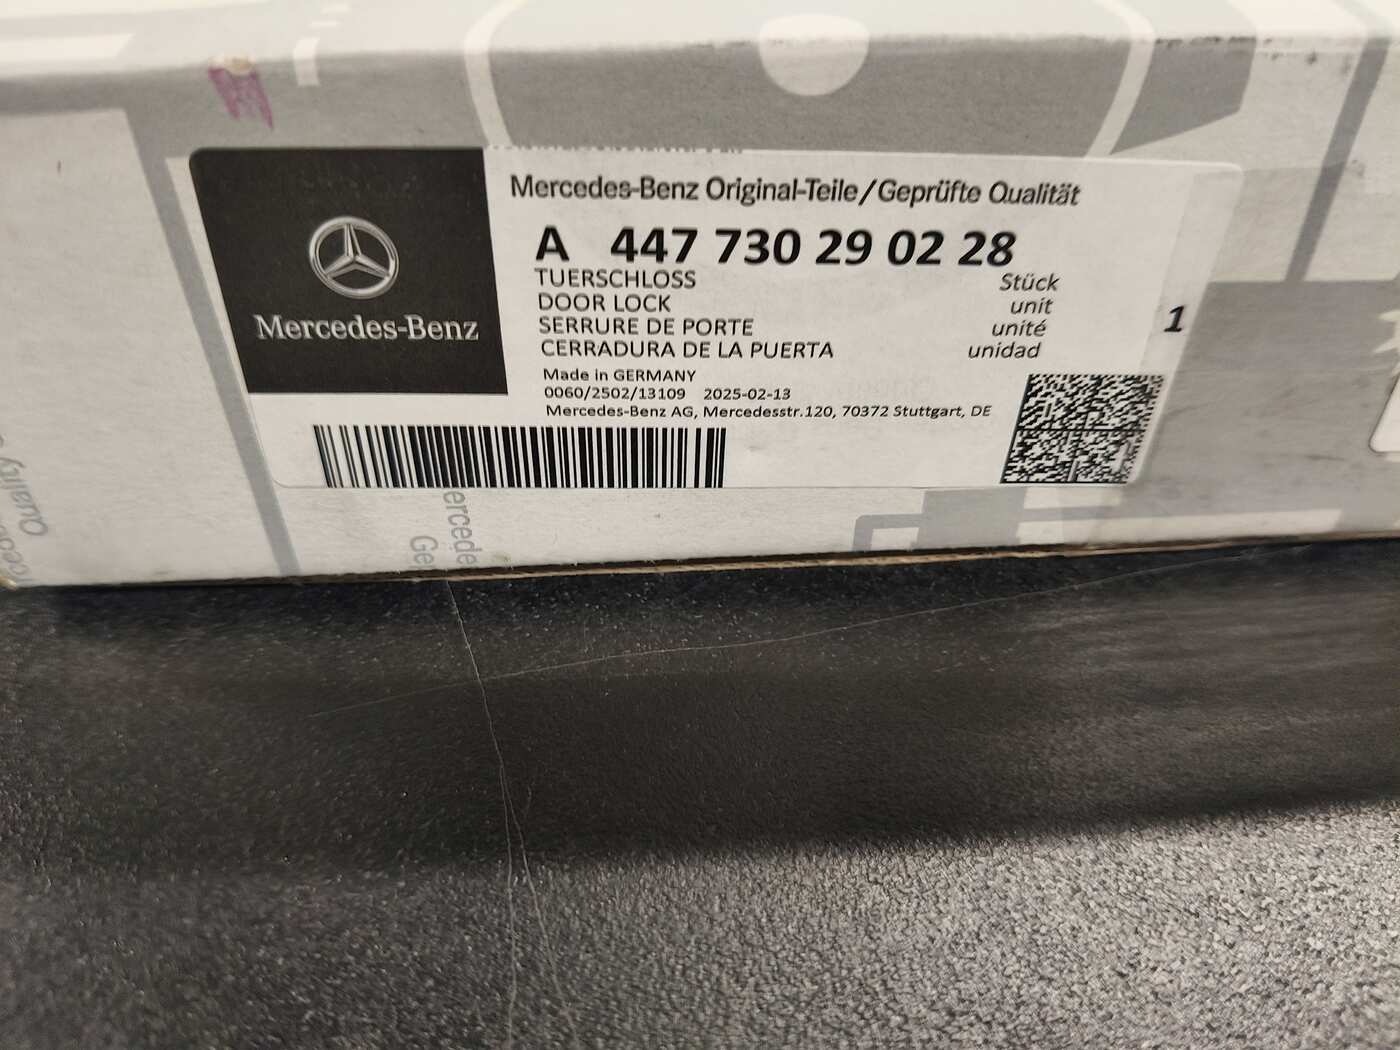 Mercedes-Benz Original-Teile/Geprüfte Qualität
A 447 730 29 02 28
TUERSCHLOSS Stück
DOOR LOCK unit
SERRURE DE PORTE unité 1
CERRADURA DE LA PUERTA unidad
Mercedes-Benz
Made in GERMANY
0060/2502/13109 2025-02-13
Mercedes-Benz AG, Mercedesstr.120, 70372 Stuttgart, DE
Quality